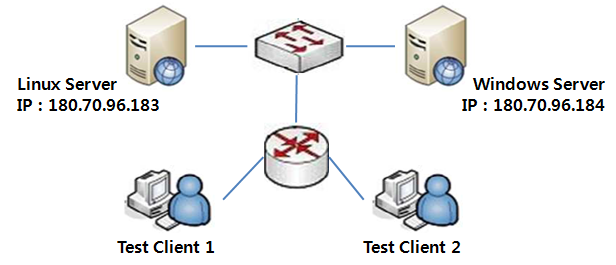 Linux Server
IP : 180.70.96.183
Windows Server
IP : 180.70.96.184
Test Client 1
Test Client 2